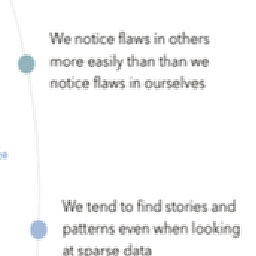 We notice flaws in others
more easily than than we
notice flaws in ourselves
We tend to find stories and
patterns even when looking
at sparse data